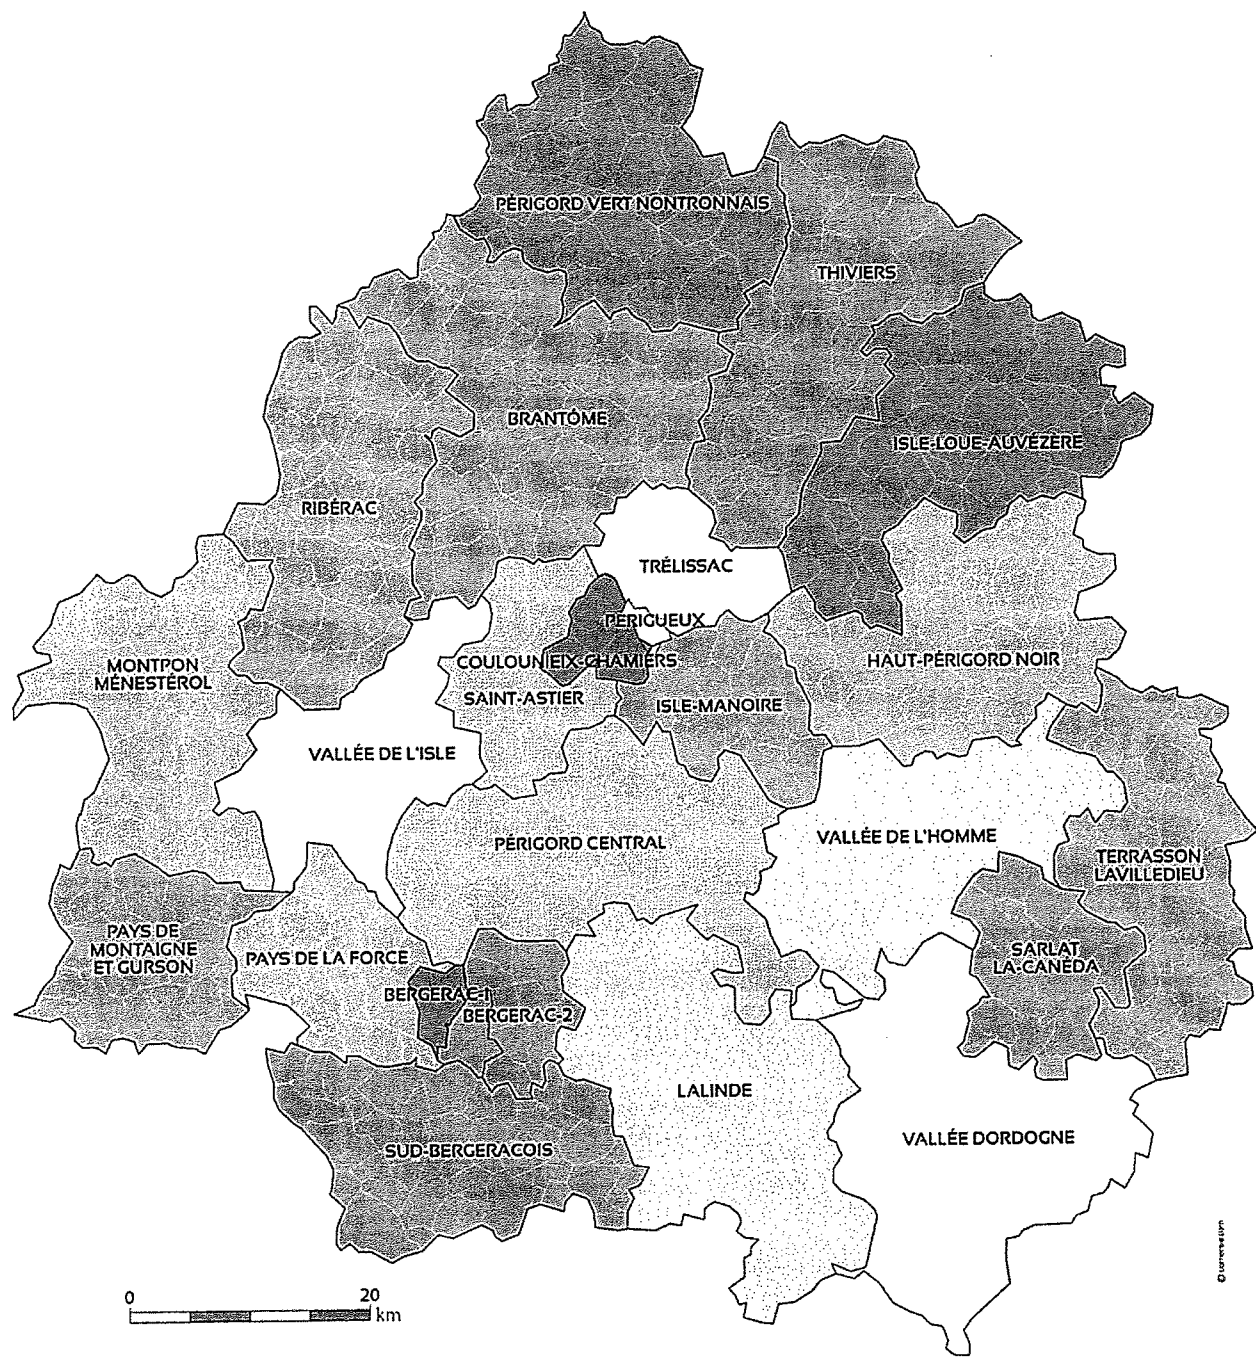 PÉRIGORD VERT NONTRONNAIS
THIVIERS
BRANTÔME
ISLE-LOUE-AUVÉZÈRE
RIBÉRAC
TRÉLISSAC
PÉRIGUEUX
COULOUNIEIX-CHAMIERS
HAUT-PÉRIGORD NOIR
MONTPON
MÉNESTÉROL
SAINT-ASTIER
ISLE-MANOIRE
VALLÉE DE L'ISLE
PÉRIGORD CENTRAL
VALLÉE DE L'HOMME
TERRASSON
LAVILLEDIEU
PAYS DE
MONTAIGNE
ET GURSON
PAYS DE LA FORCE
SARLAT
LA-CANÉDA
BERGERAC-1
BERGERAC-2
LALINDE
VALLÉE DORDOGNE
SUD-BERGERACOIS
0 20
km